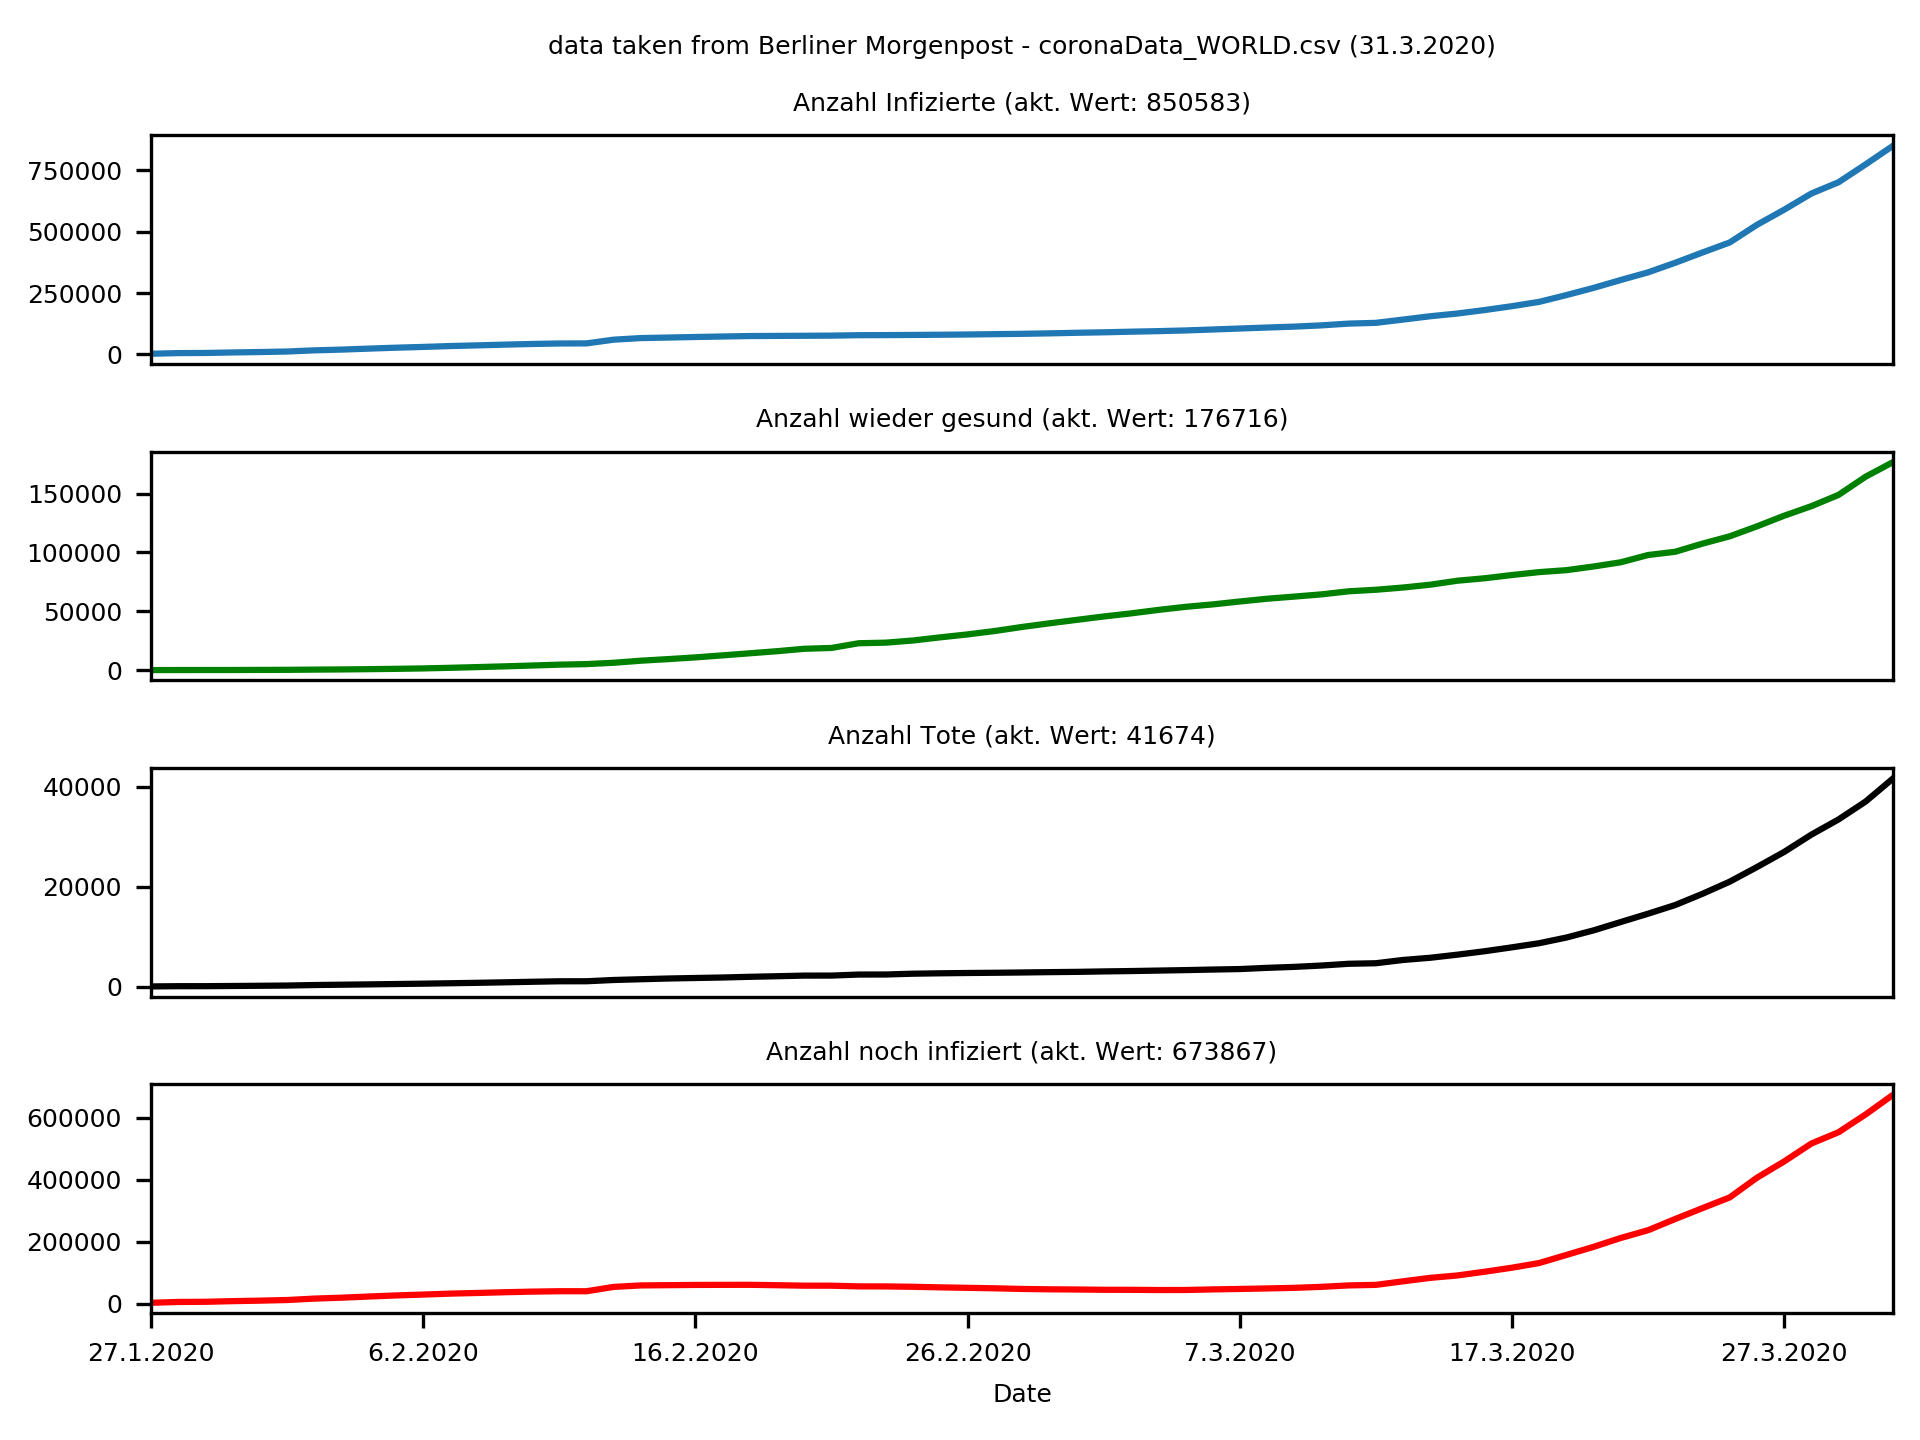 data taken from Berliner Morgenpost - coronaData_WORLD.csv (31.3.2020)
Anzahl Infizierte (akt. Wert: 850583)
750000
500000
250000
0
Anzahl wieder gesund (akt. Wert: 176716)
150000
100000
50000
0
Anzahl Tote (akt. Wert: 41674)
40000
20000
0
Anzahl noch infiziert (akt. Wert: 673867)
600000
400000
200000
0
27.1.2020 6.2.2020 16.2.2020 26.2.2020 7.3.2020 17.3.2020 27.3.2020
Date